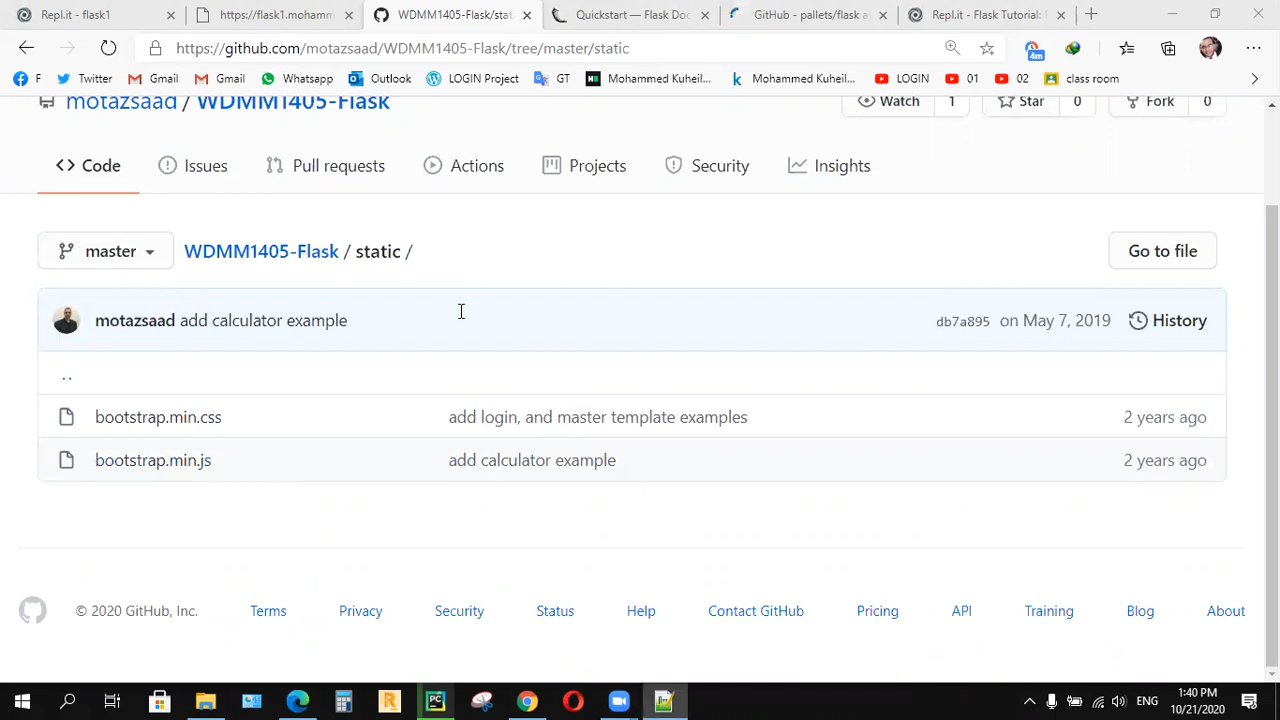 Repl.it - flask1
https://flask1.mohamm
WDMM1405-Flask/stat
Quickstart — Flask Doc
GitHub - pallets/flask a
Repl.it - Flask Tutorial:
https://github.com/motazsaad/WDMM1405-Flask/tree/master/static
4m
F
Twitter
Gmail
Gmail
Whatsapp
Outlook
LOGIN Project
GT
Mohammed Kuheil...
Mohammed Kuheil...
LOGIN
01
02
class room
motazsaad / WDMM1405-Flask
Watch 1
Star 0
Fork 0
Code
Issues
Pull requests
Actions
Projects
Security
Insights
master
WDMM1405-Flask / static /
Go to file
motazsaad add calculator example
db7a895 on May 7, 2019
History
..
bootstrap.min.css add login, and master template examples 2 years ago
bootstrap.min.js add calculator example 2 years ago
© 2020 GitHub, Inc. Terms Privacy Security Status Help Contact GitHub Pricing API Training Blog About
ENG
1:40 PM
10/21/2020